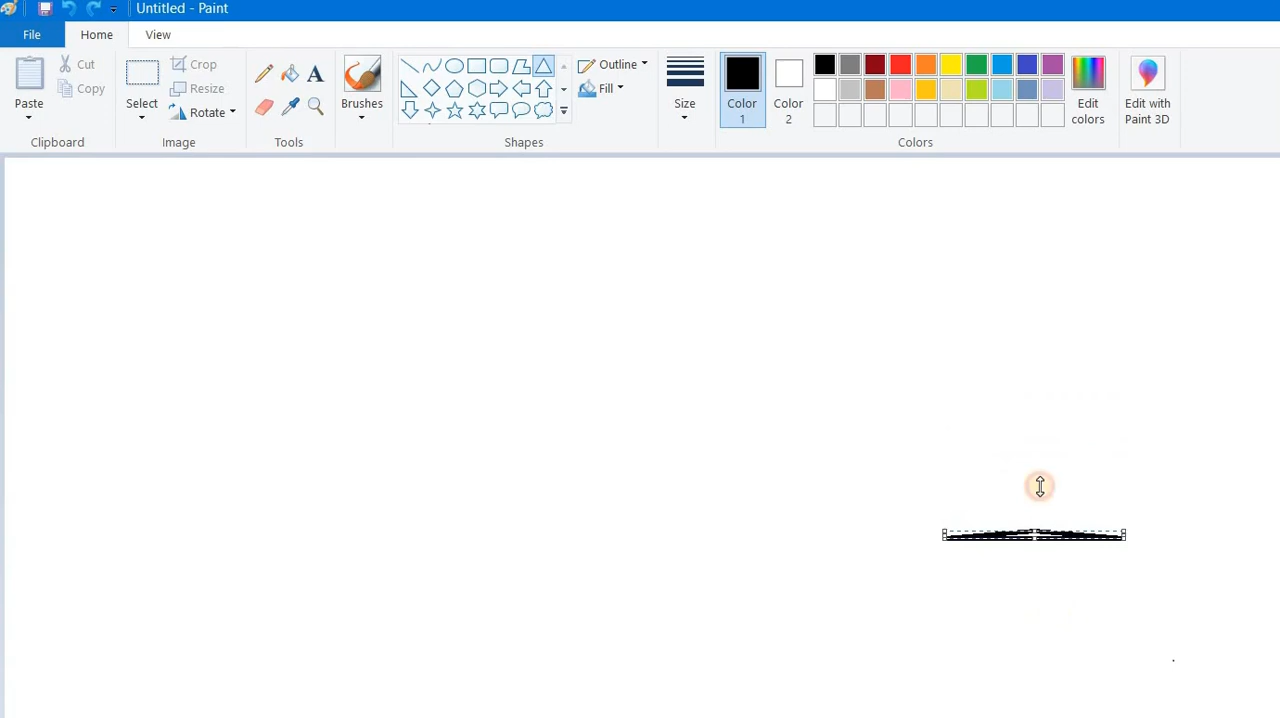 Untitled - Paint
File Home View
Paste
Cut
Copy
Clipboard
Select
Crop
Resize
Rotate
Image
A
Tools
Brushes
Outline
Fill
Shapes
Size
Color 1
Color 2
Edit colors
Colors
Edit with Paint 3D